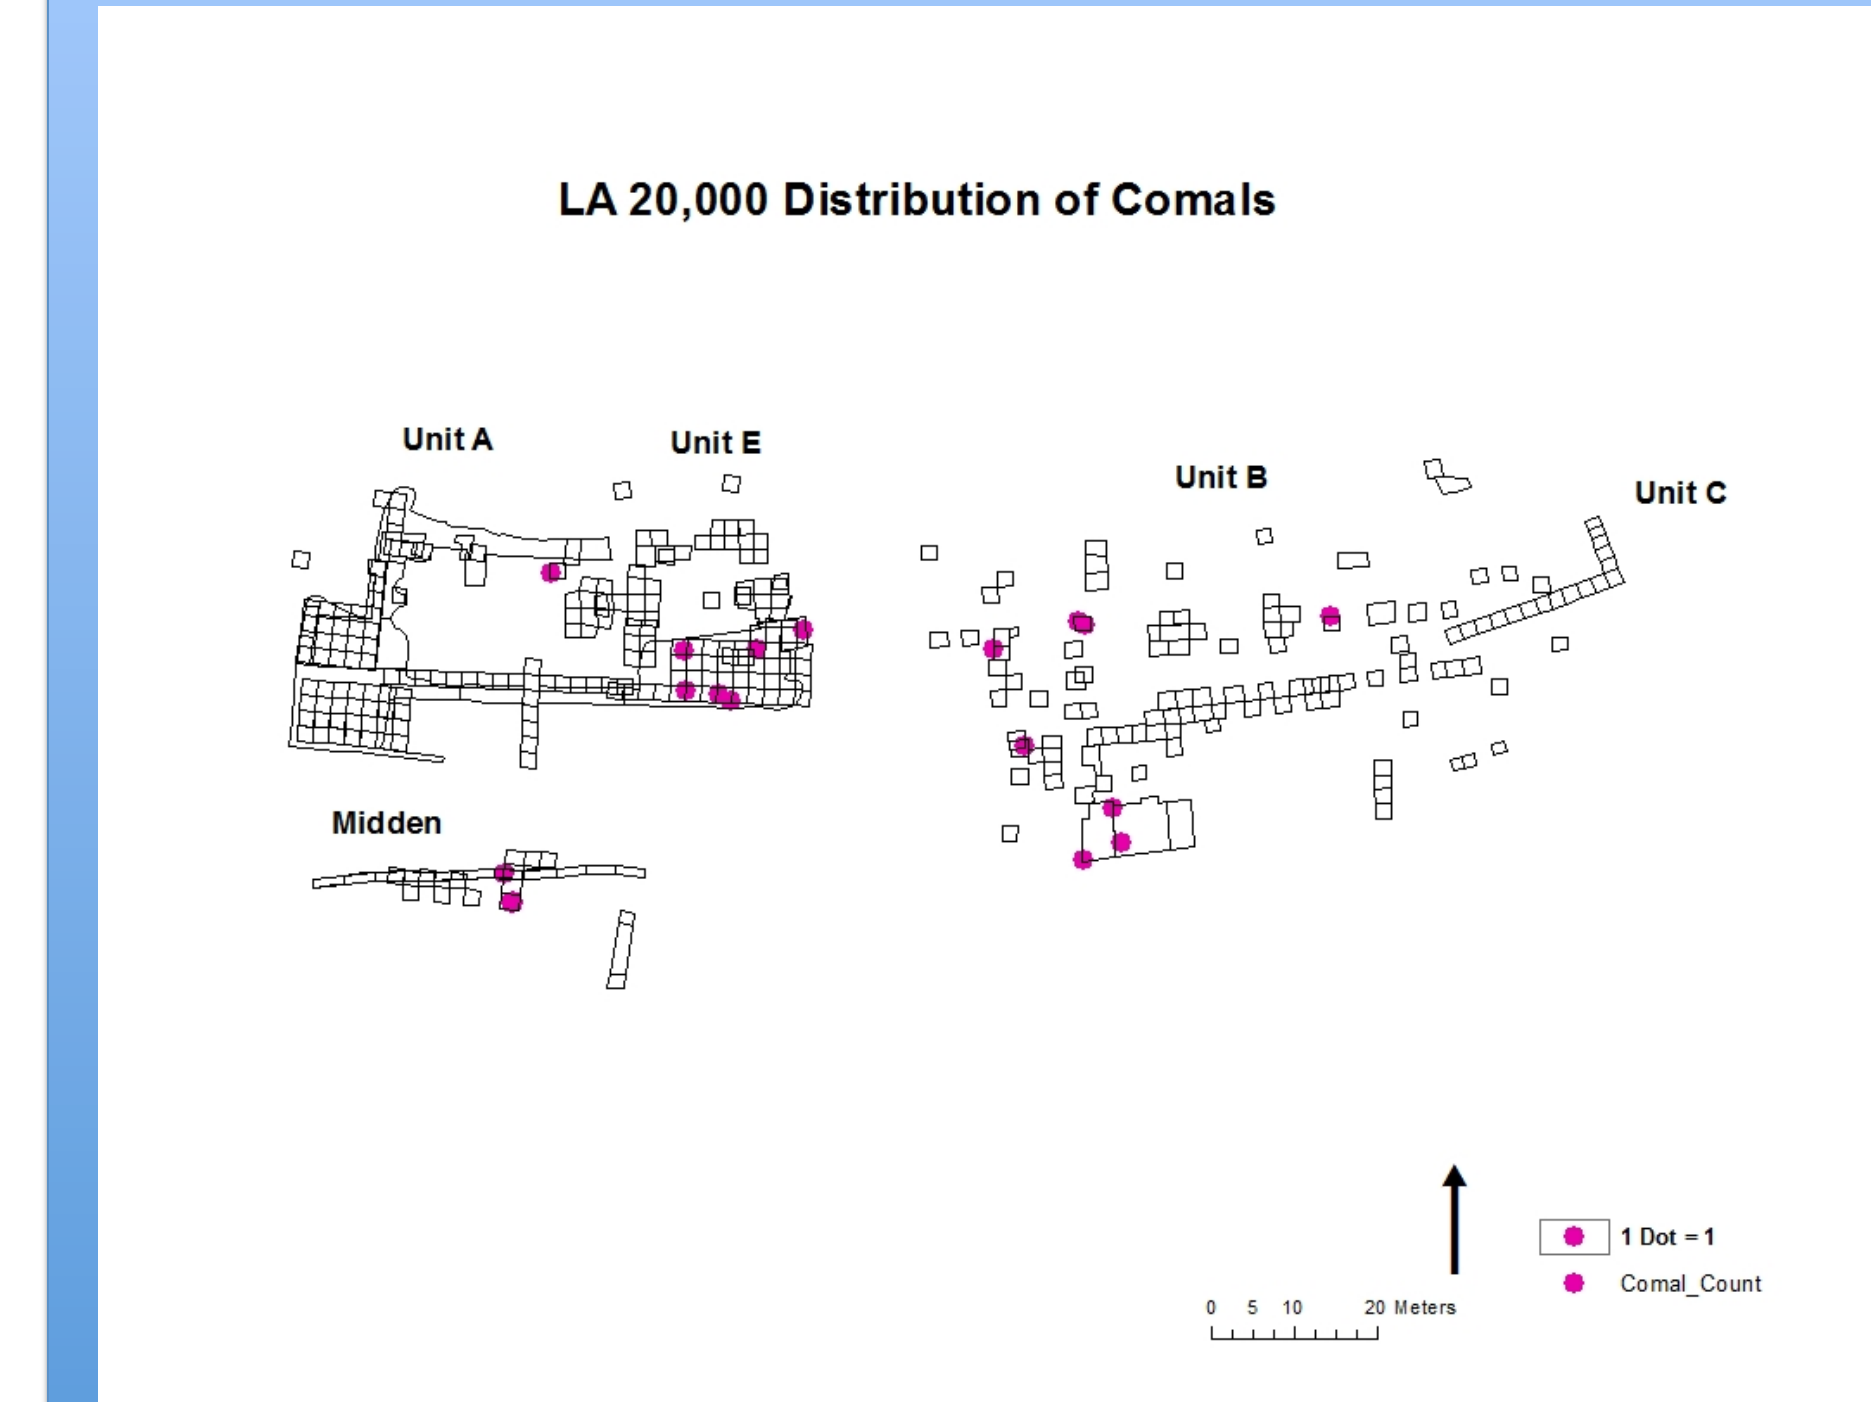 LA 20,000 Distribution of Comals
Unit A
Unit E
Unit B
Unit C
Midden
1 Dot = 1
Comal_Count
0 5 10 20 Meters